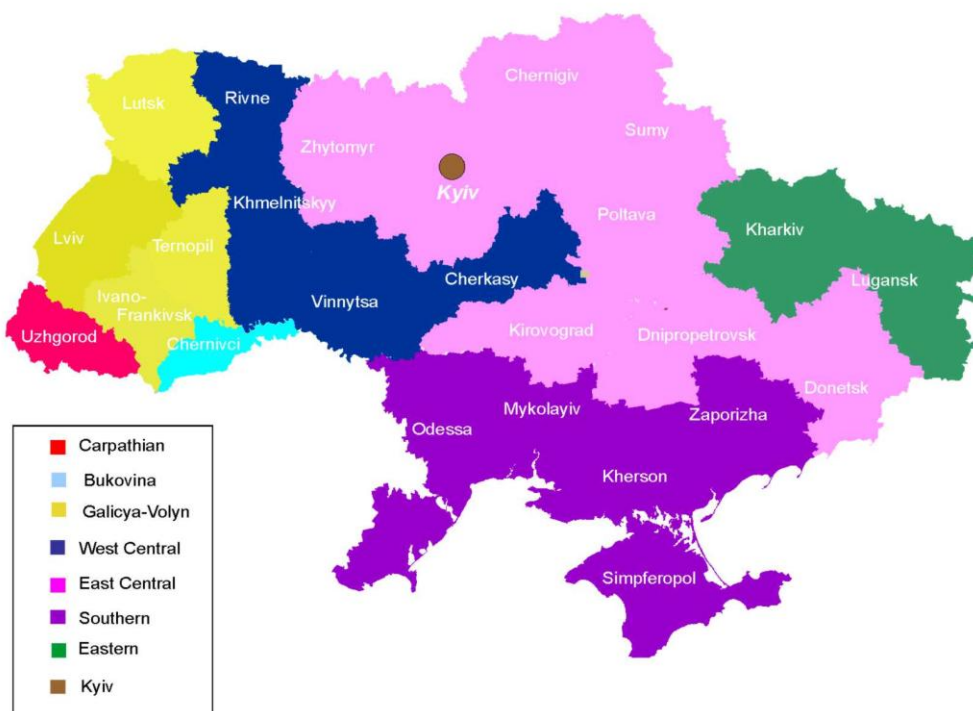 Chernigiv
Lutsk
Rivne
Sumy
Zhytomyr
Kyiv
Khmelnitskyy
Poltava
Kharkiv
Lviv
Ternopil
Cherkasy
Lugansk
Vinnytsa
Ivano-
Frankivsk
Uzhgorod
Chernivci
Kirovograd
Dnipropetrovsk
Donetsk
Mykolayiv
Zaporizha
Odessa
Kherson
Simpferopol
Carpathian
Bukovina
Galicya-Volyn
West Central
East Central
Southern
Eastern
Kyiv